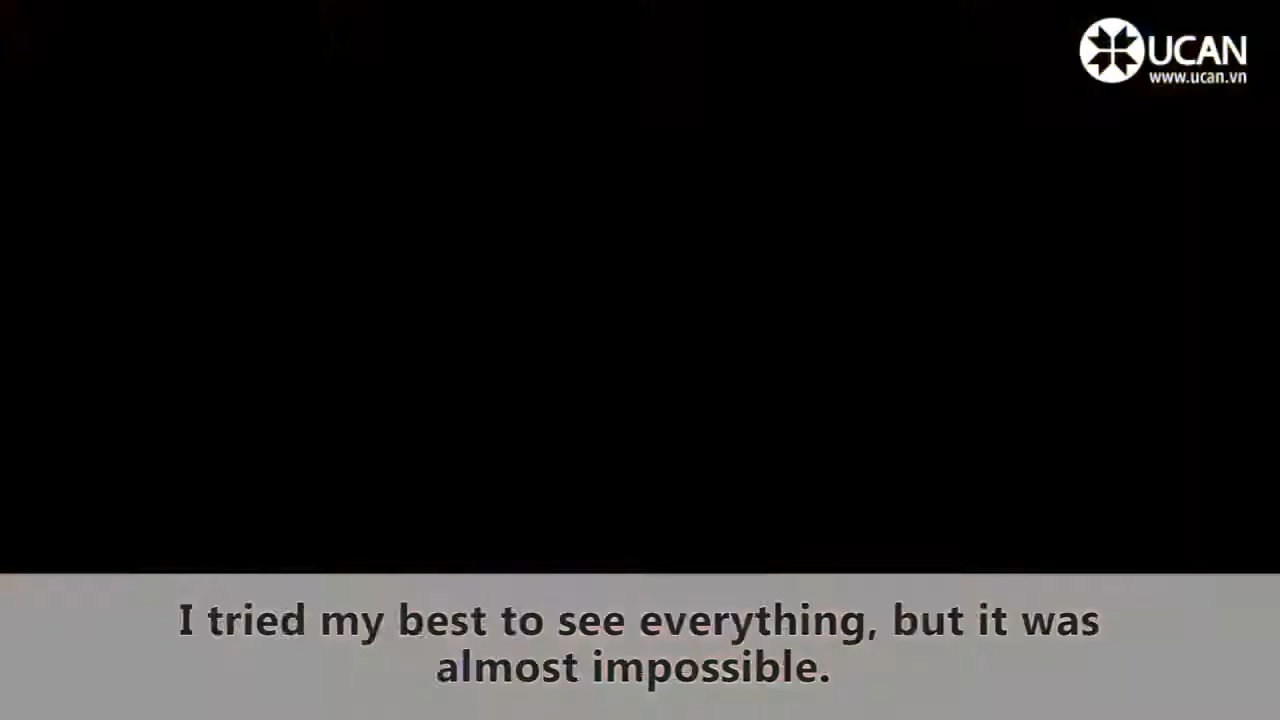 UCAN
www.ucan.vn
I tried my best to see everything, but it was
almost impossible.